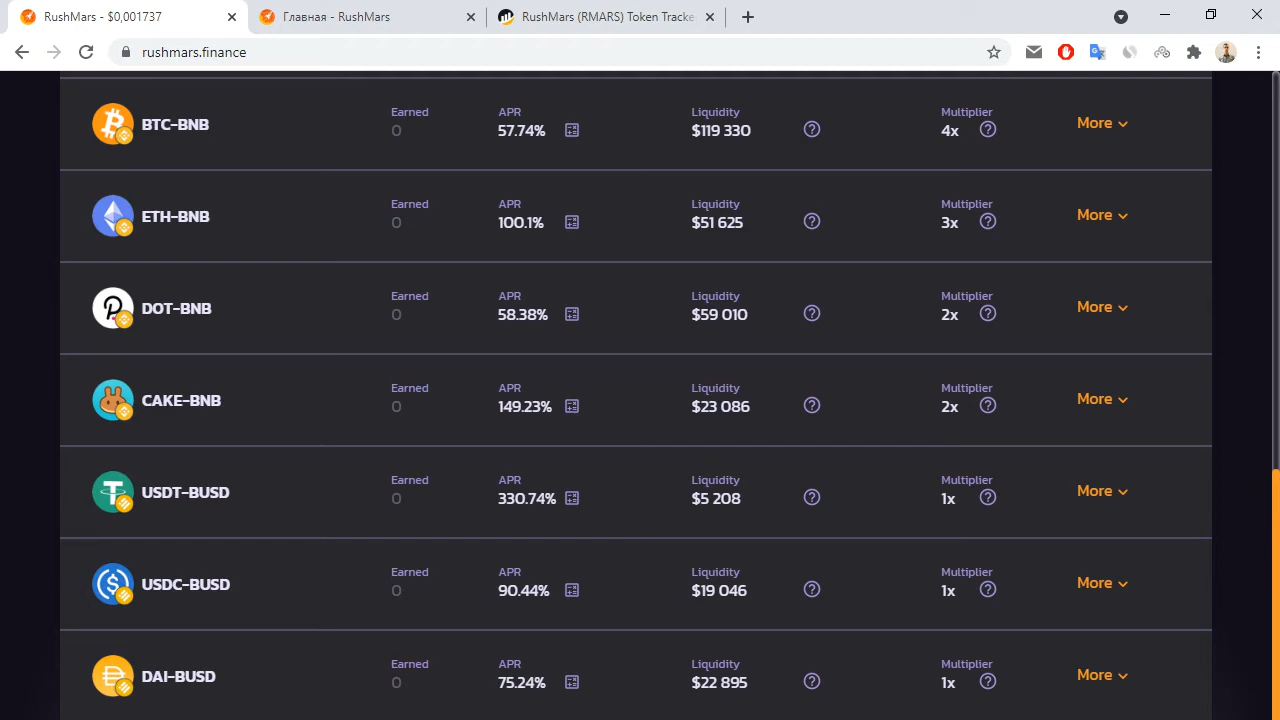 RushMars - $0,001737
Главная - RushMars
RushMars (RMARS) Token Tracke
rushmars.finance
BTC-BNB
Earned
0
APR
57.74%
Liquidity
$119 330
Multiplier
4x
More
ETH-BNB
Earned
0
APR
100.1%
Liquidity
$51 625
Multiplier
3x
More
DOT-BNB
Earned
0
APR
58.38%
Liquidity
$59 010
Multiplier
2x
More
CAKE-BNB
Earned
0
APR
149.23%
Liquidity
$23 086
Multiplier
2x
More
USDT-BUSD
Earned
0
APR
330.74%
Liquidity
$5 208
Multiplier
1x
More
USDC-BUSD
Earned
0
APR
90.44%
Liquidity
$19 046
Multiplier
1x
More
DAI-BUSD
Earned
0
APR
75.24%
Liquidity
$22 895
Multiplier
1x
More